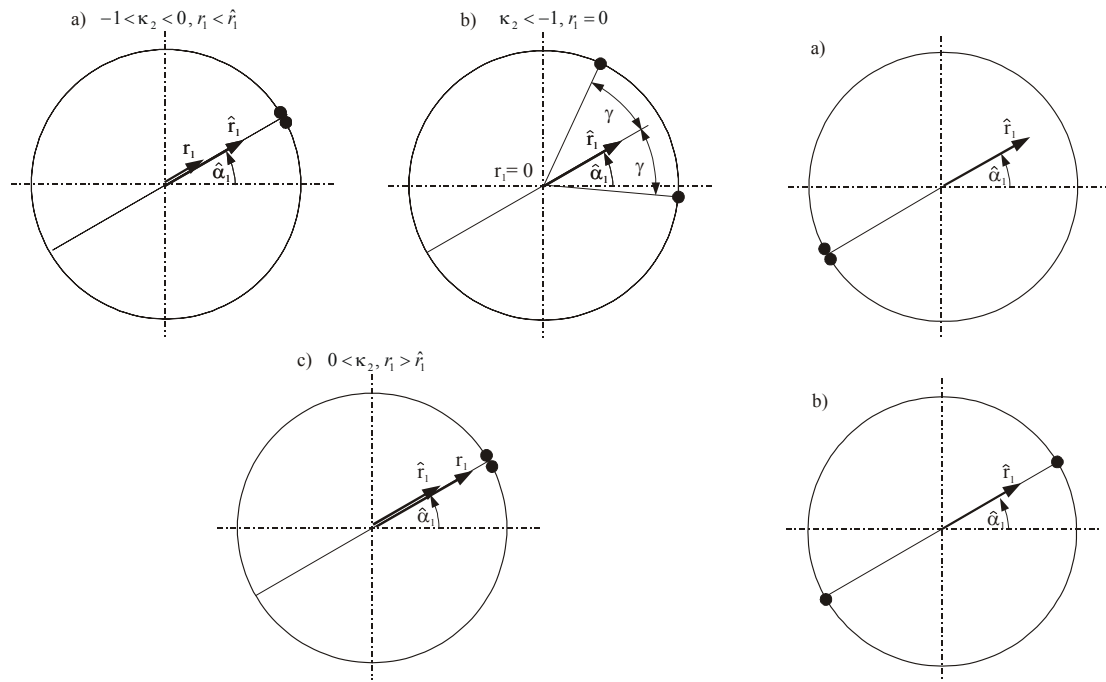 a) −1 < κ₂ < 0, r₁ < r̂₁
r₁
r̂₁
α̂₁
b) κ₂ < −1, r₁ = 0
γ
r̂₁
r₁ = 0
α̂₁
γ
c) 0 < κ₂, r₁ > r̂₁
r̂₁
r₁
α̂₁
a)
r̂₁
α̂₁
b)
r̂₁
α̂₁